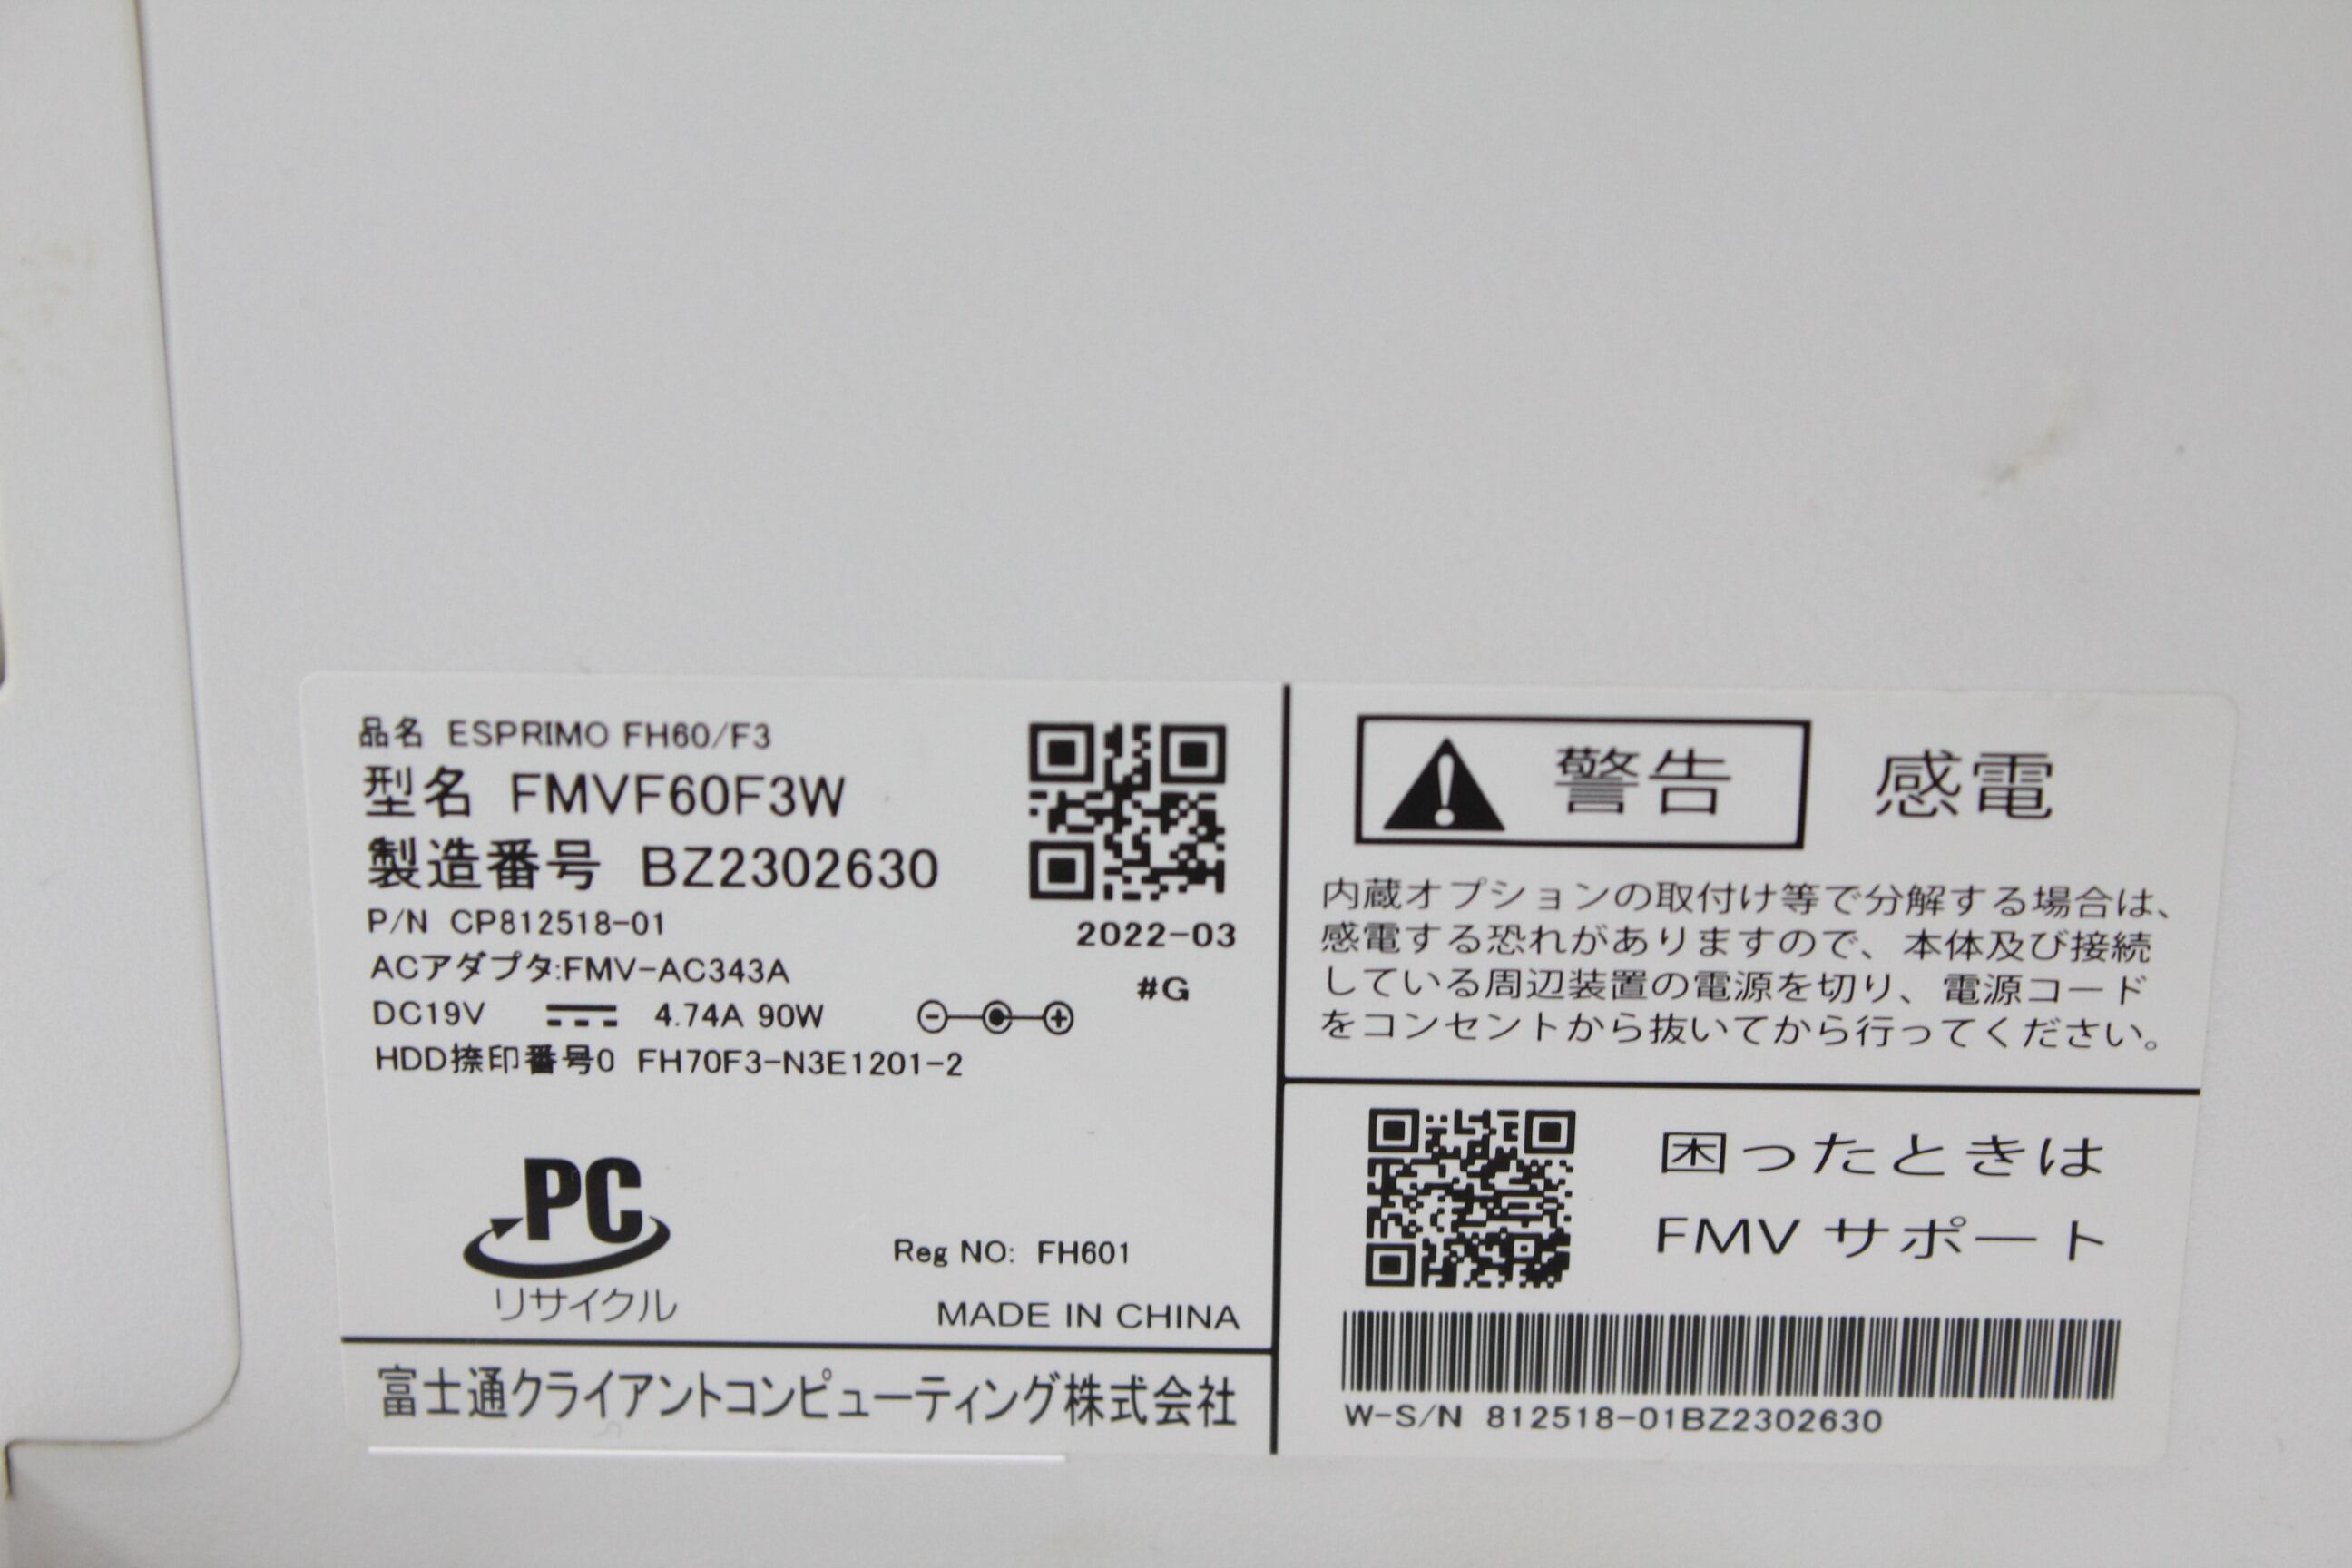 品名 ESPRIMO FH60/F3
型名 FMVF60F3W
製造番号 BZ2302630
P/N CP812518-01
ACアダプタ:FMV-AC343A
DC19V 4.74A 90W
HDD捺印番号0 FH70F3-N3E1201-2
2022-03
#G
PC
リサイクル
Reg NO: FH601
MADE IN CHINA
富士通クライアントコンピューティング株式会社
警告 感電
内蔵オプションの取付け等で分解する場合は、
感電する恐れがありますので、本体及び接続
している周辺装置の電源を切り、電源コード
をコンセントから抜いてから行ってください。
困ったときは
FMV サポート
W-S/N 812518-01BZ2302630